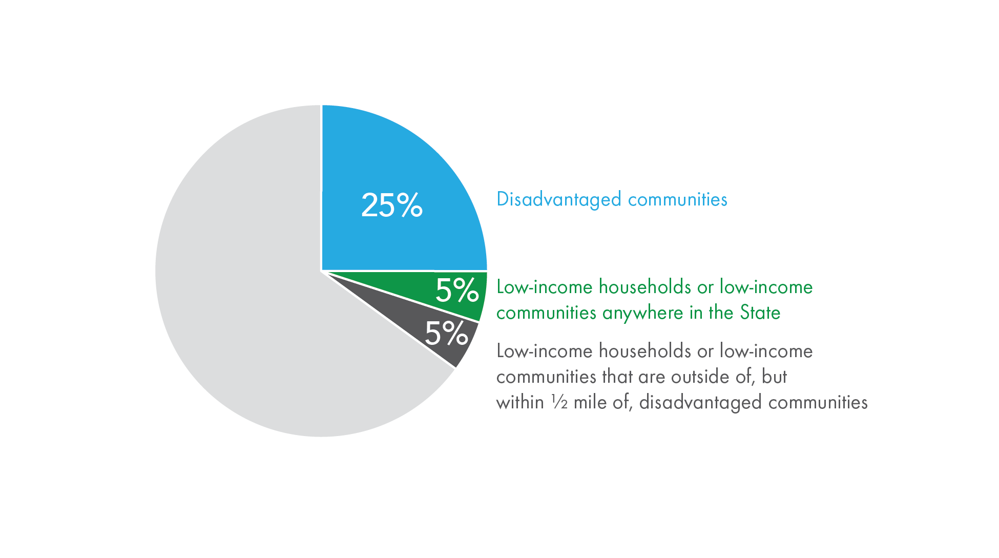 25%
Disadvantaged communities
5%
Low-income households or low-income
communities anywhere in the State
5%
Low-income households or low-income
communities that are outside of, but
within ½ mile of, disadvantaged communities